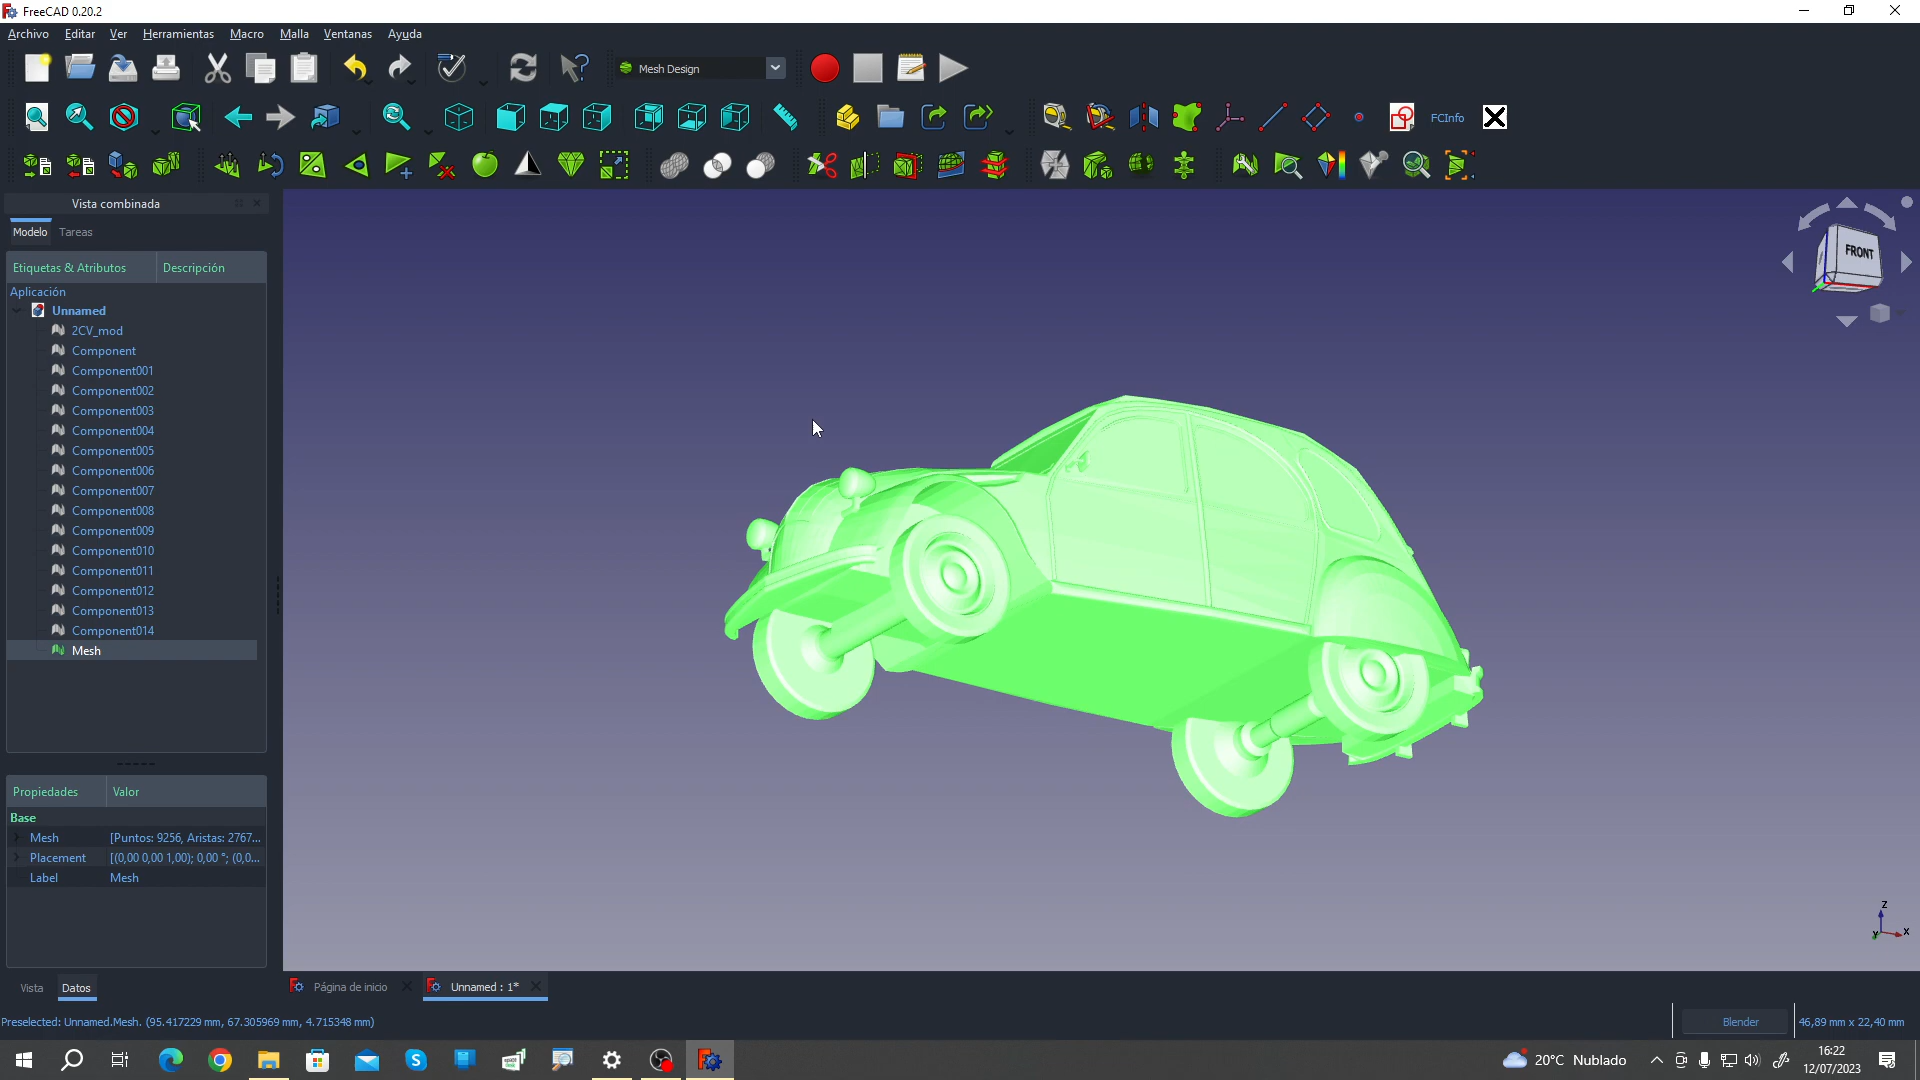 FreeCAD 0.20.2
Archivo Editar Ver Herramientas Macro Malla Ventanas Ayuda
Mesh Design
FCInfo
Vista combinada
Modelo Tareas
Etiquetas & Atributos Descripción
Aplicación
Unnamed
2CV_mod
Component
Component001
Component002
Component003
Component004
Component005
Component006
Component007
Component008
Component009
Component010
Component011
Component012
Component013
Component014
Mesh
FRONT
Propiedades Valor
Base
Mesh [Puntos: 9256, Aristas: 2767...
Placement [(0,00 0,00 1,00); 0,00 °; (0,0...
Label Mesh
Z
Y X
Vista Datos
Página de inicio Unnamed : 1*
Preselected: Unnamed.Mesh. (95.417229 mm, 67.305969 mm, 4.715348 mm)
Blender 46,89 mm x 22,40 mm
20°C Nublado
16:22
12/07/2023